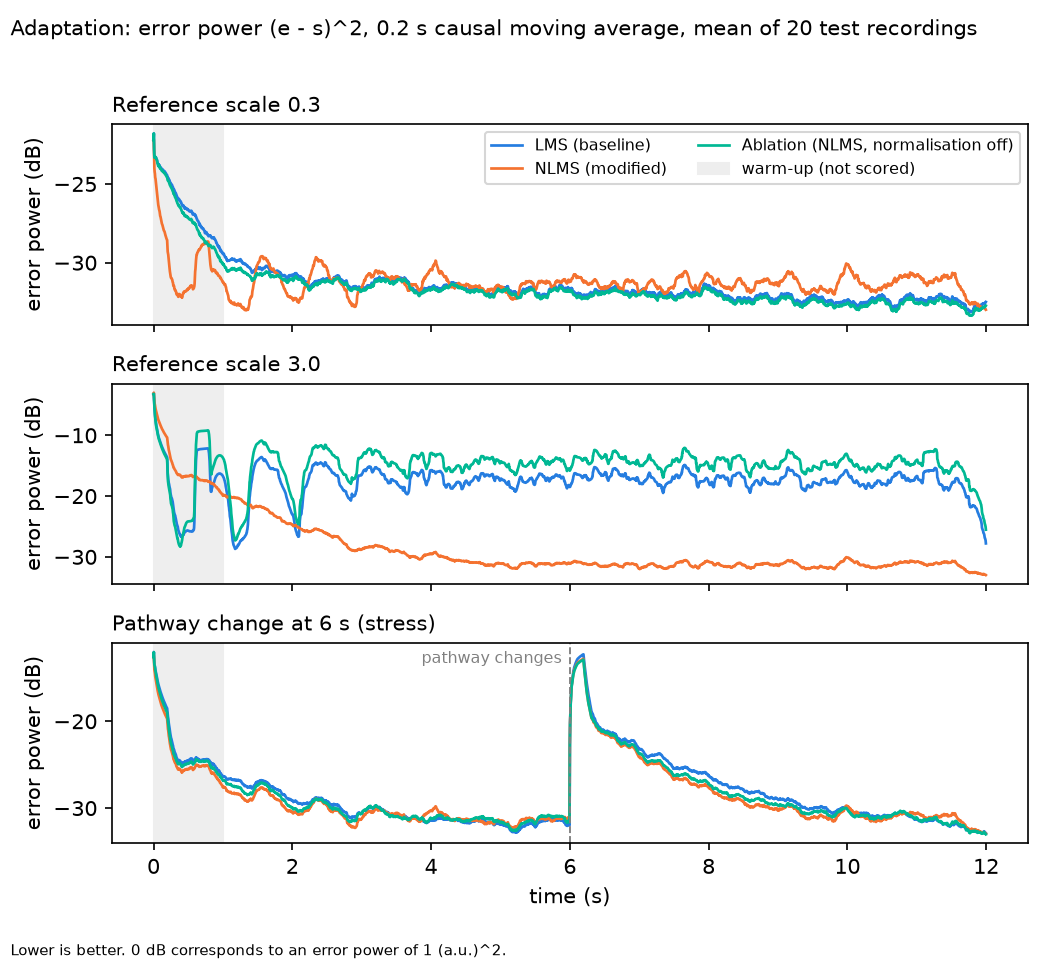 Adaptation: error power (e - s)^2, 0.2 s causal moving average, mean of 20 test recordings
Reference scale 0.3
error power (dB)
−25
−30
LMS (baseline)
NLMS (modified)
Ablation (NLMS, normalisation off)
warm-up (not scored)
Reference scale 3.0
error power (dB)
−10
−20
−30
Pathway change at 6 s (stress)
error power (dB)
−20
−30
pathway changes
0 2 4 6 8 10 12
time (s)
Lower is better. 0 dB corresponds to an error power of 1 (a.u.)^2.